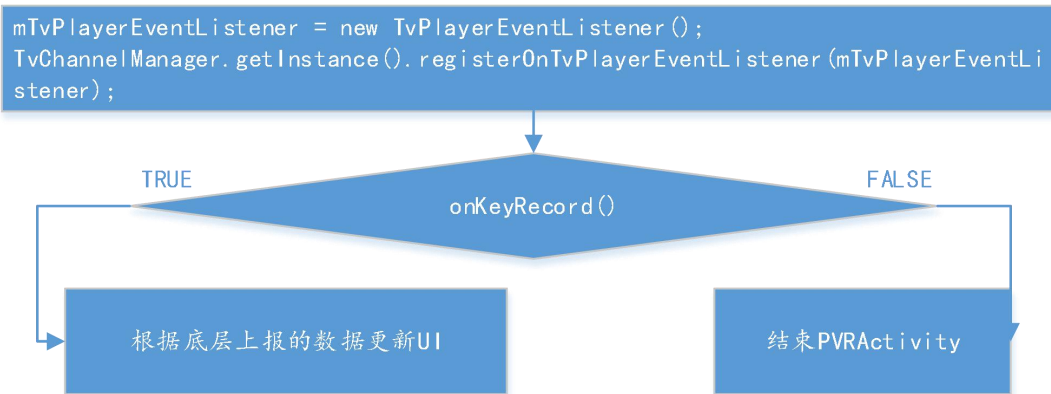 mTvPlayerEventListener = new TvPlayerEventListener();
TvChannelManager.getInstance().registerOnTvPlayerEventListener(mTvPlayerEventLi
stener);
TRUE
FALSE
onKeyRecord()
根据底层上报的数据更新UI
结束PVRActivity